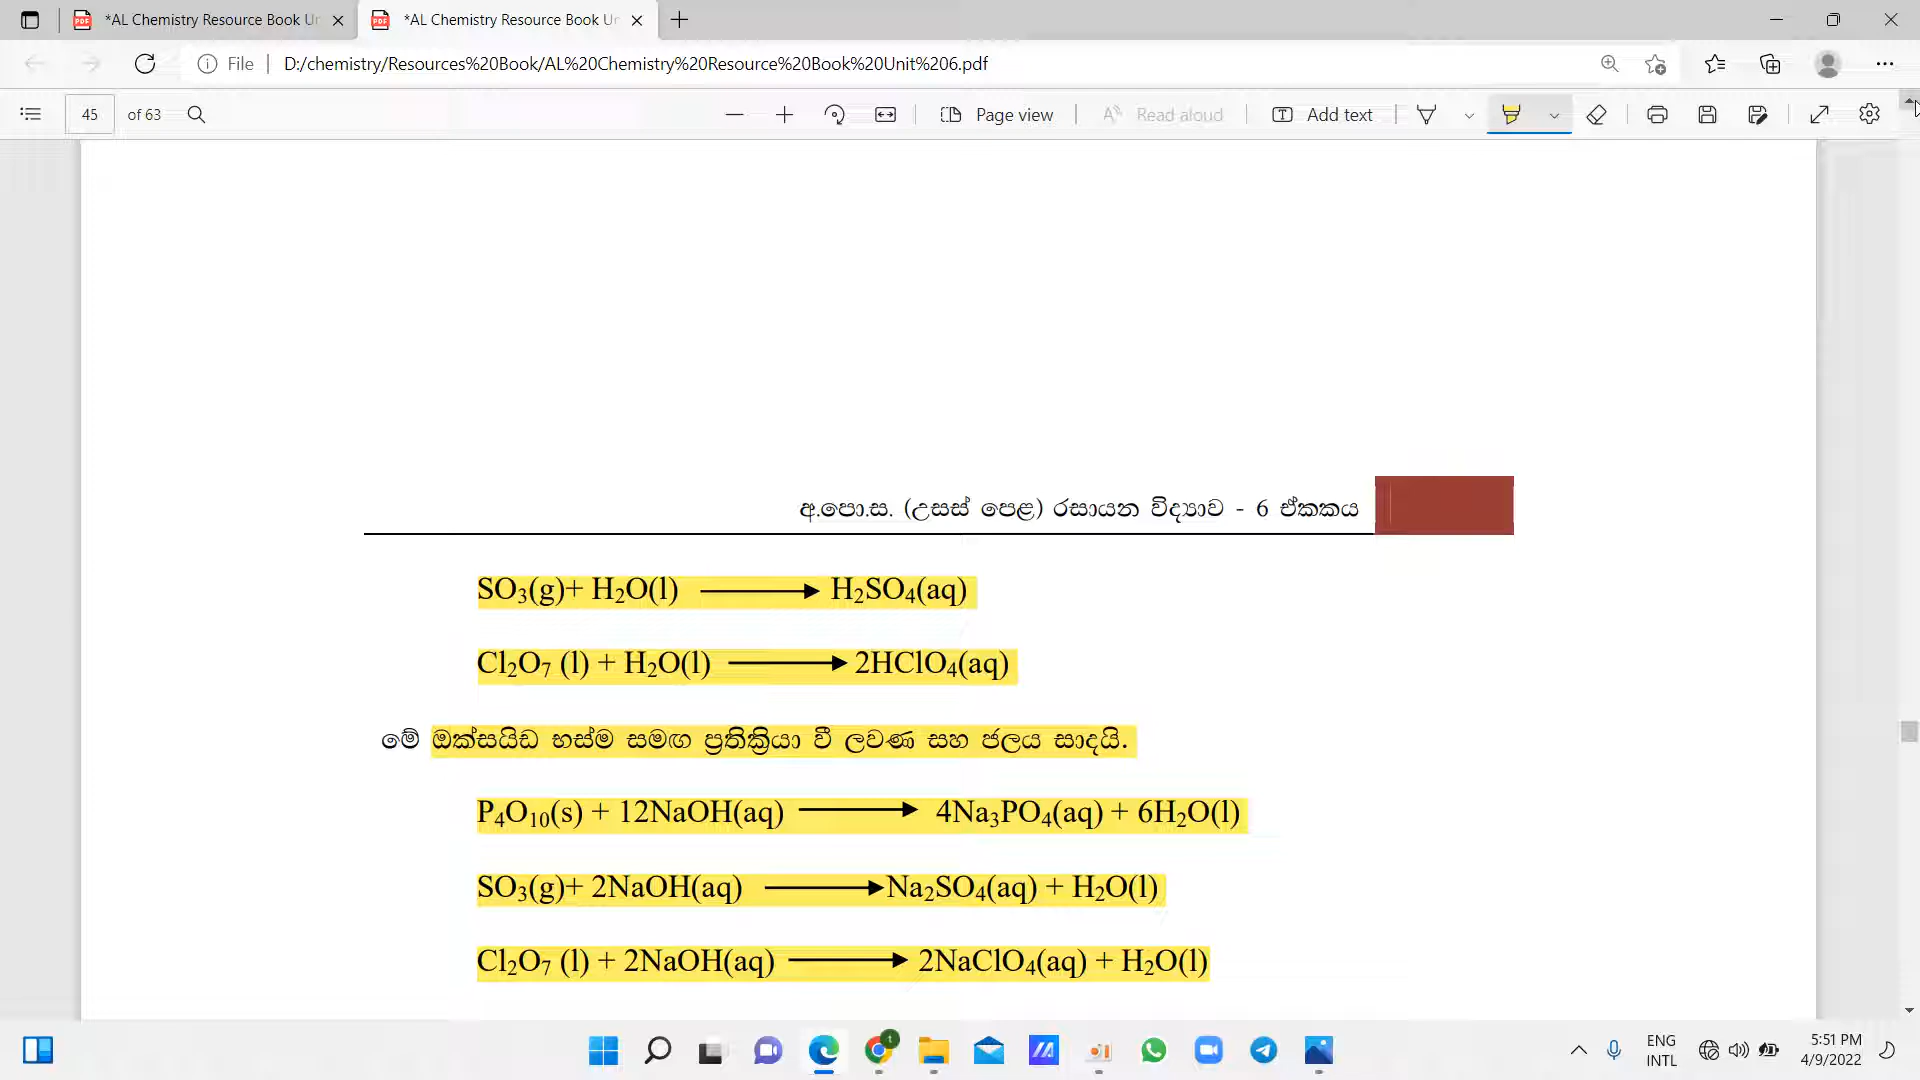 *AL Chemistry Resource Book Ur
*AL Chemistry Resource Book Ur
File
D:/chemistry/Resources%20Book/AL%20Chemistry%20Resource%20Book%20Unit%206.pdf
45 of 63
Page view
Read aloud
Add text
අ.පො.ස. (උසස් පෙළ) රසායන විද්‍යාව - 6 ඒකකය
SO₃(g)+ H₂O(l) ⟶ H₂SO₄(aq)
Cl₂O₇ (l) + H₂O(l) ⟶ 2HClO₄(aq)
මේ ඔක්සයිඩ භස්ම සමඟ ප්‍රතික්‍රියා වී ලවණ සහ ජලය සාදයි.
P₄O₁₀(s) + 12NaOH(aq) ⟶ 4Na₃PO₄(aq) + 6H₂O(l)
SO₃(g)+ 2NaOH(aq) ⟶ Na₂SO₄(aq) + H₂O(l)
Cl₂O₇ (l) + 2NaOH(aq) ⟶ 2NaClO₄(aq) + H₂O(l)
ENG
INTL
5:51 PM
4/9/2022